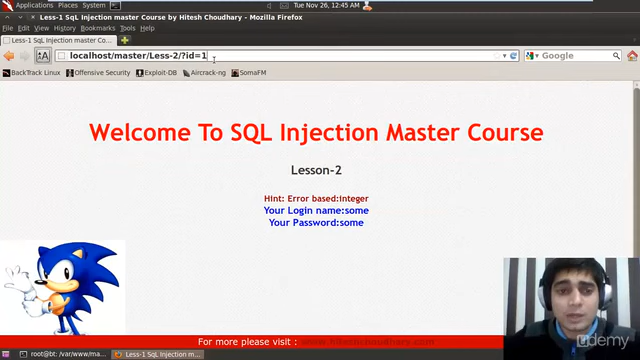 Applications Places System Tue Nov 26, 12:45 AM
Less-1 SqL Injection master Course by Hitesh Choudhary - Mozilla Firefox
File Edit View History Bookmarks Tools Help
Less-1 SqL Injection master Cou...
localhost/master/Less-2/?id=1
Google
BackTrack Linux Offensive Security Exploit-DB Aircrack-ng SomaFM
Welcome To SQL Injection Master Course
Lesson-2
Hint: Error based:integer
Your Login name:some
Your Password:some
For more please visit : www.hiteshchoudhary.com
udemy
root@bt: /var/www/ma... Less-1 SqL Injection m...